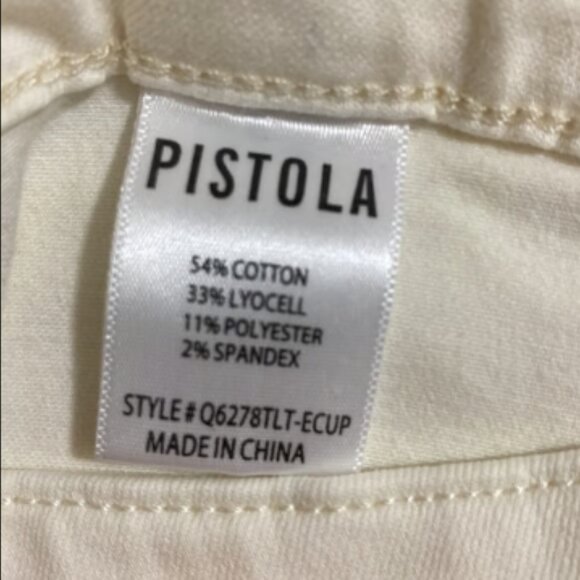 PISTOLA
54% COTTON
33% LYOCELL
11% POLYESTER
2% SPANDEX
STYLE # Q6278TLT-ECUP
MADE IN CHINA